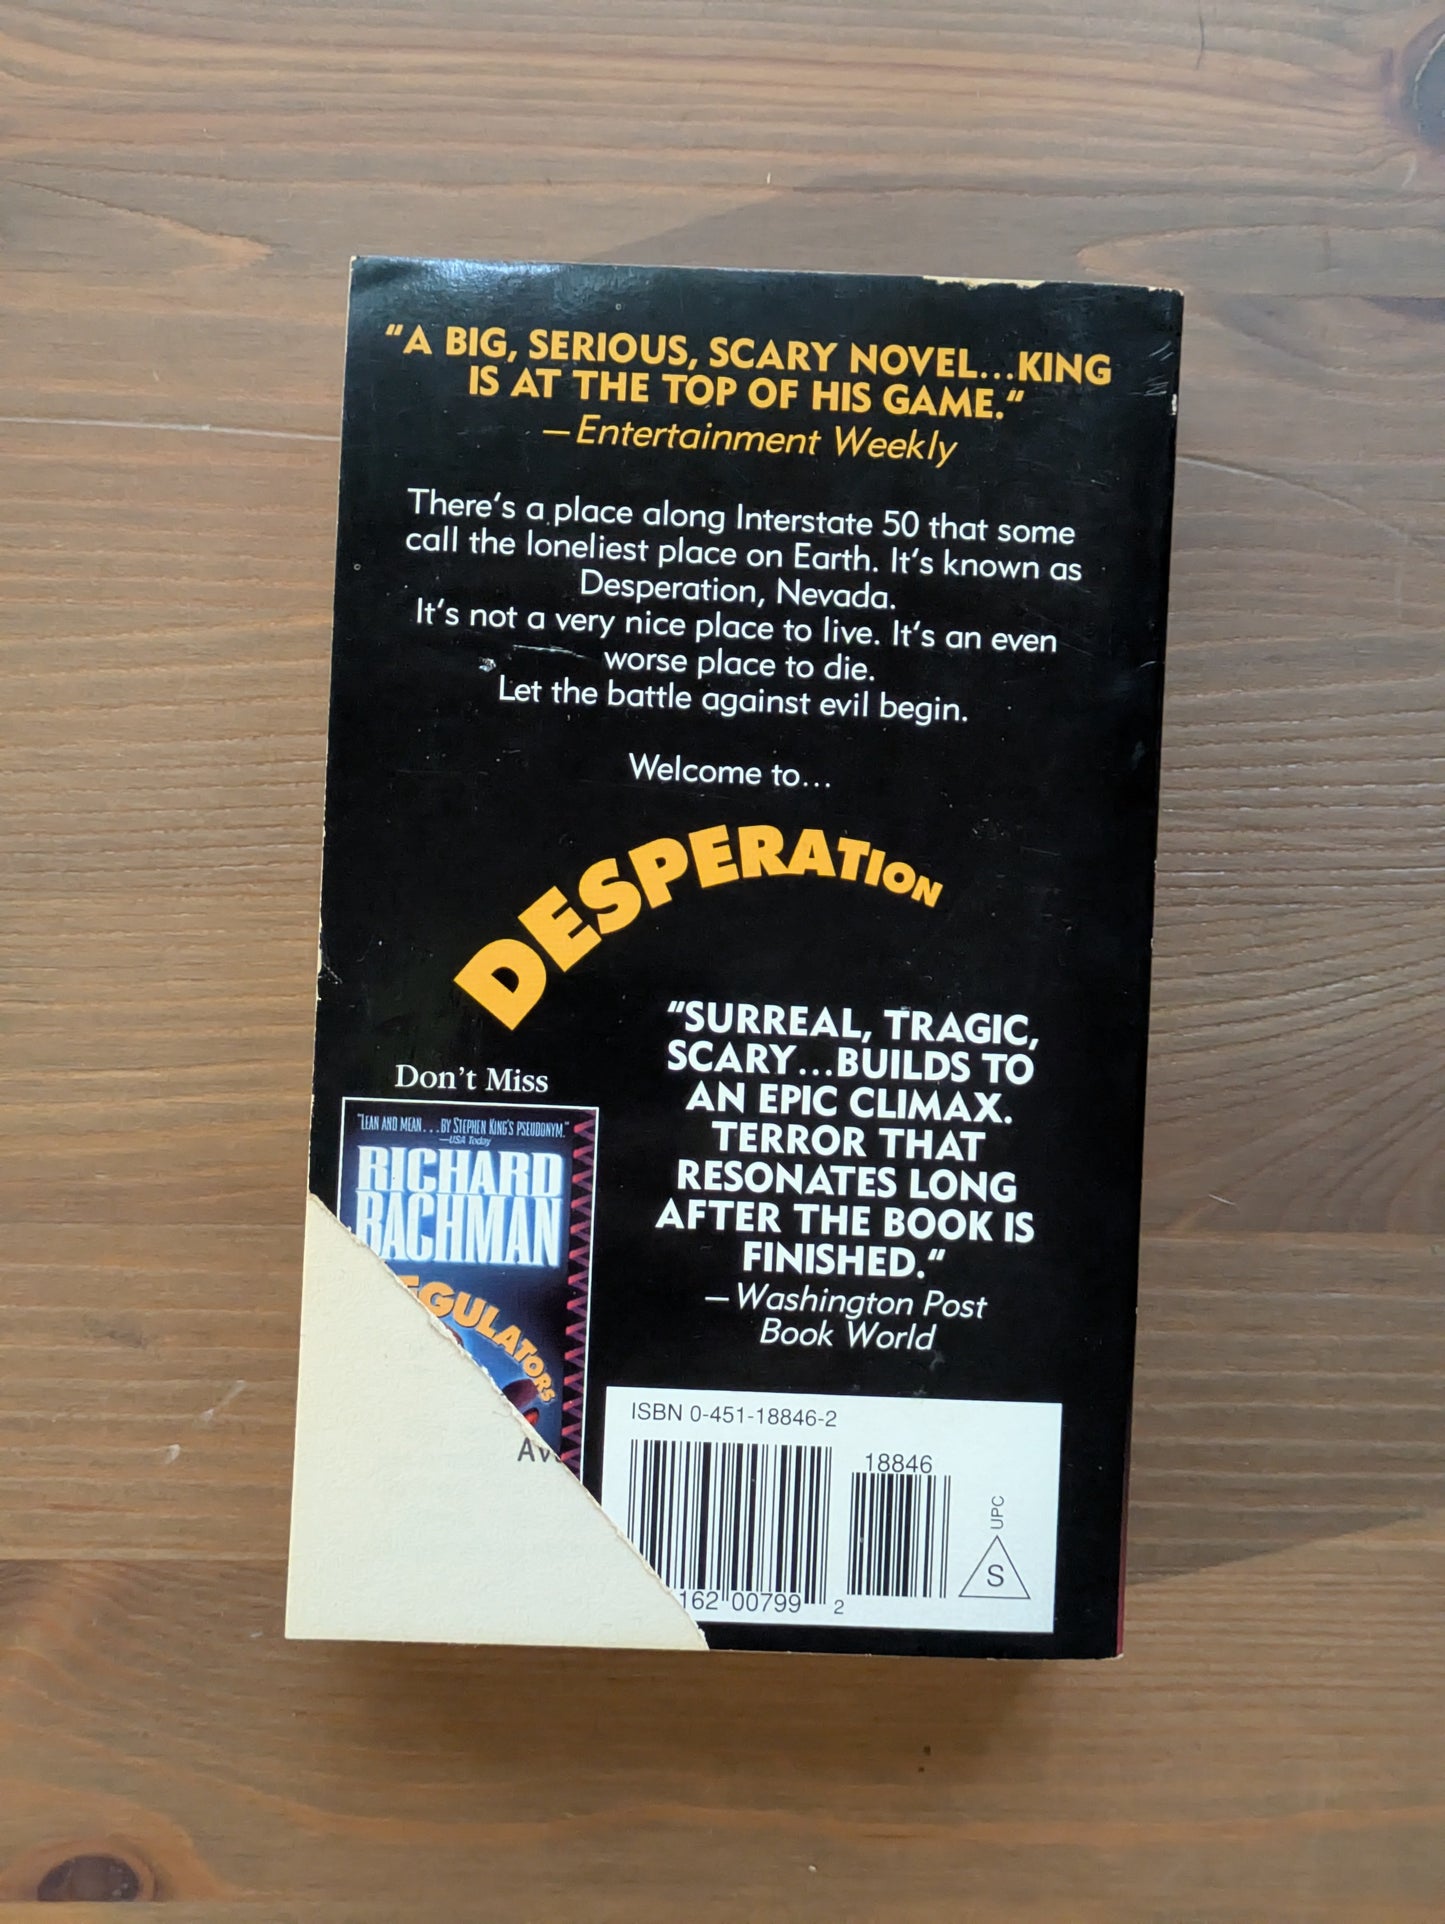 “A BIG, SERIOUS, SCARY NOVEL...KING
IS AT THE TOP OF HIS GAME.”
—Entertainment Weekly
There's a place along Interstate 50 that some
call the loneliest place on Earth. It's known as
Desperation, Nevada.
It's not a very nice place to live. It's an even
worse place to die.
Let the battle against evil begin.
Welcome to...
DESPERATION
“SURREAL, TRAGIC,
SCARY...BUILDS TO
AN EPIC CLIMAX.
TERROR THAT
RESONATES LONG
AFTER THE BOOK IS
FINISHED.”
—Washington Post
Book World
Don't Miss
“LEAN AND MEAN...BY STEPHEN KING'S PSEUDONYM.”
—USA Today
RICHARD
BACHMAN
EGULATORS
Av
ISBN 0-451-18846-2
18846
162 00799 2
UPC
S